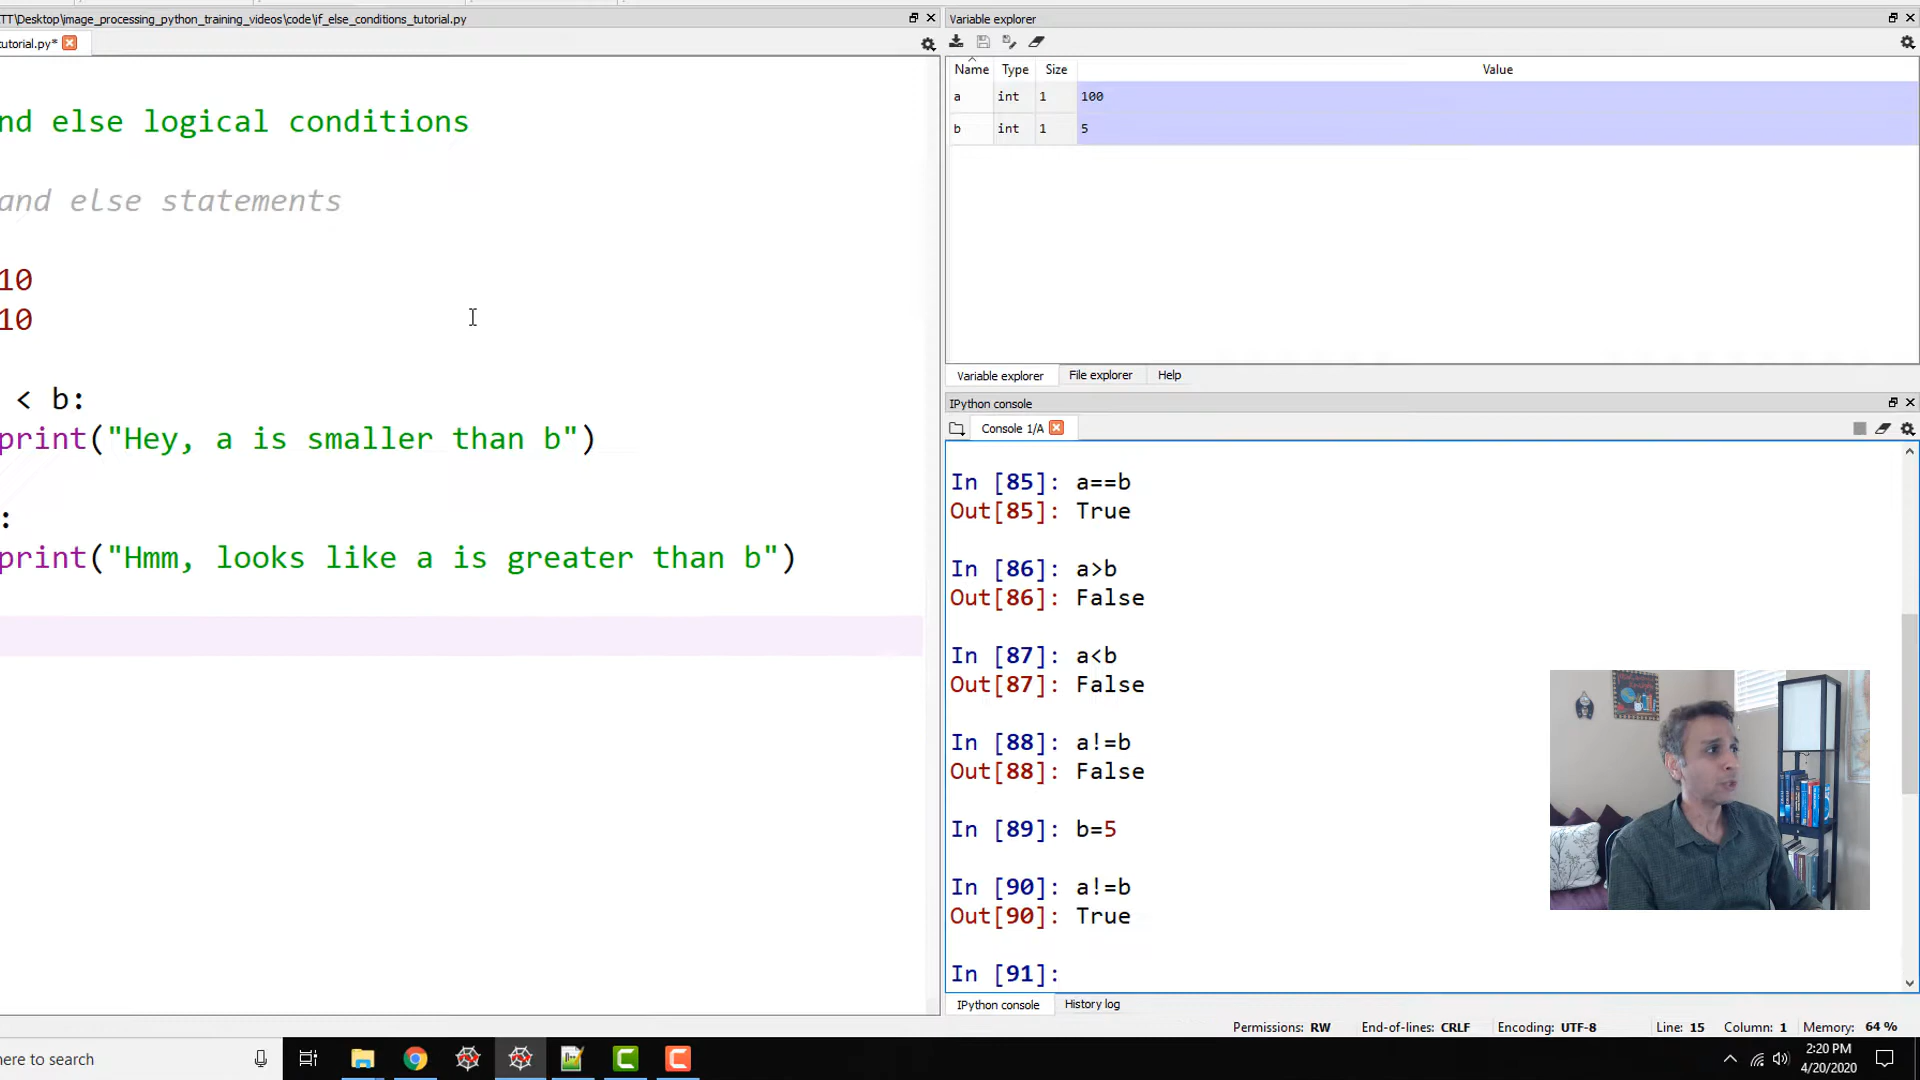 TT\Desktop\image_processing_python_training_videos\code\if_else_conditions_tutorial.py
tutorial.py*
nd else logical conditions
and else statements
10
10
< b:
print("Hey, a is smaller than b")
:
print("Hmm, looks like a is greater than b")
Variable explorer
Name Type Size Value
a int 1 100
b int 1 5
Variable explorer File explorer Help
IPython console
Console 1/A
In [85]: a==b
Out[85]: True
In [86]: a>b
Out[86]: False
In [87]: a<b
Out[87]: False
In [88]: a!=b
Out[88]: False
In [89]: b=5
In [90]: a!=b
Out[90]: True
In [91]:
IPython console History log
Permissions: RW End-of-lines: CRLF Encoding: UTF-8 Line: 15 Column: 1 Memory: 64 %
here to search
2:20 PM
4/20/2020